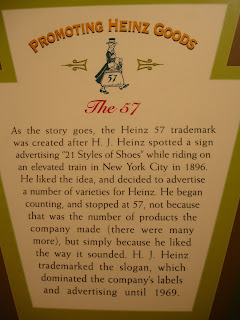 PROMOTING HEINZ GOODS
57
The 57
As the story goes, the Heinz 57 trademark
was created after H. J. Heinz spotted a sign
advertising "21 Styles of Shoes" while riding on
an elevated train in New York City in 1896.
He liked the idea, and decided to advertise
a number of varieties for Heinz. He began
counting, and stopped at 57, not because
that was the number of products the
company made (there were many
more), but simply because he liked
the way it sounded. H. J. Heinz
trademarked the slogan, which
dominated the company's labels
and advertising until 1969.